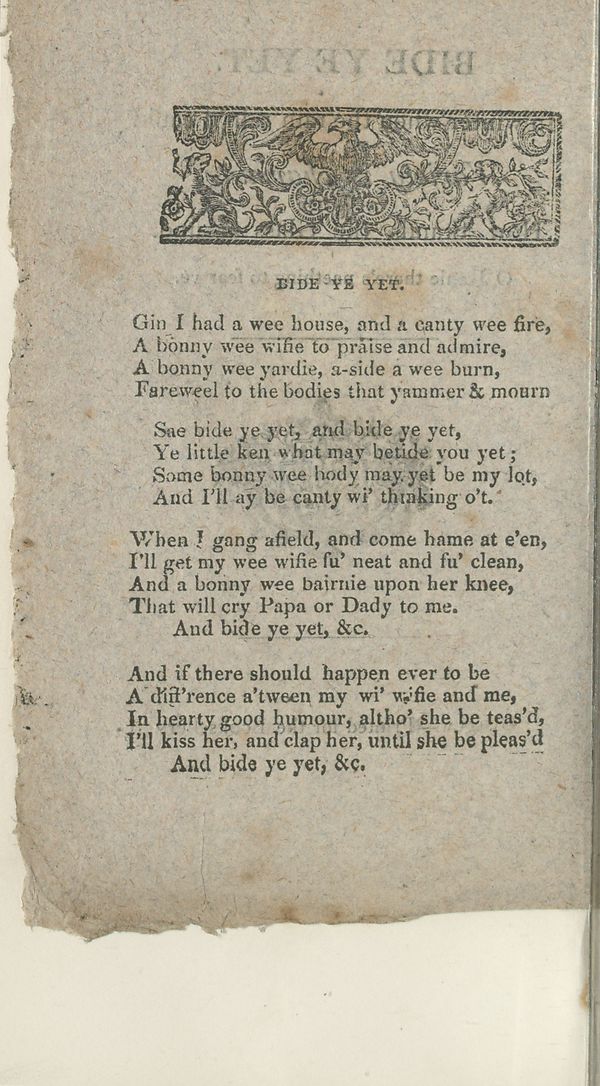 BIDE YE YET.
BIDE YE YET.
Gin I had a wee house, and a canty wee fire,
A bonny wee wifie to praise and admire,
A bonny wee yardie, a-side a wee burn,
Fareweel to the bodies that yammer & mourn
Sae bide ye yet, and bide ye yet,
Ye little ken what may betide you yet;
Some bonny wee body may yet be my lot,
And I'll ay be canty wi' thinking o't.
When I gang afield, and come hame at e'en,
I'll get my wee wifie fu' neat and fu' clean,
And a bonny wee bairnie upon her knee,
That will cry Papa or Dady to me.
And bide ye yet, &c.
And if there should happen ever to be
A diff'rence a'tween my wi' wifie and me,
In hearty good humour, altho' she be teas'd,
I'll kiss her, and clap her, until she be pleas'd
And bide ye yet, &c.